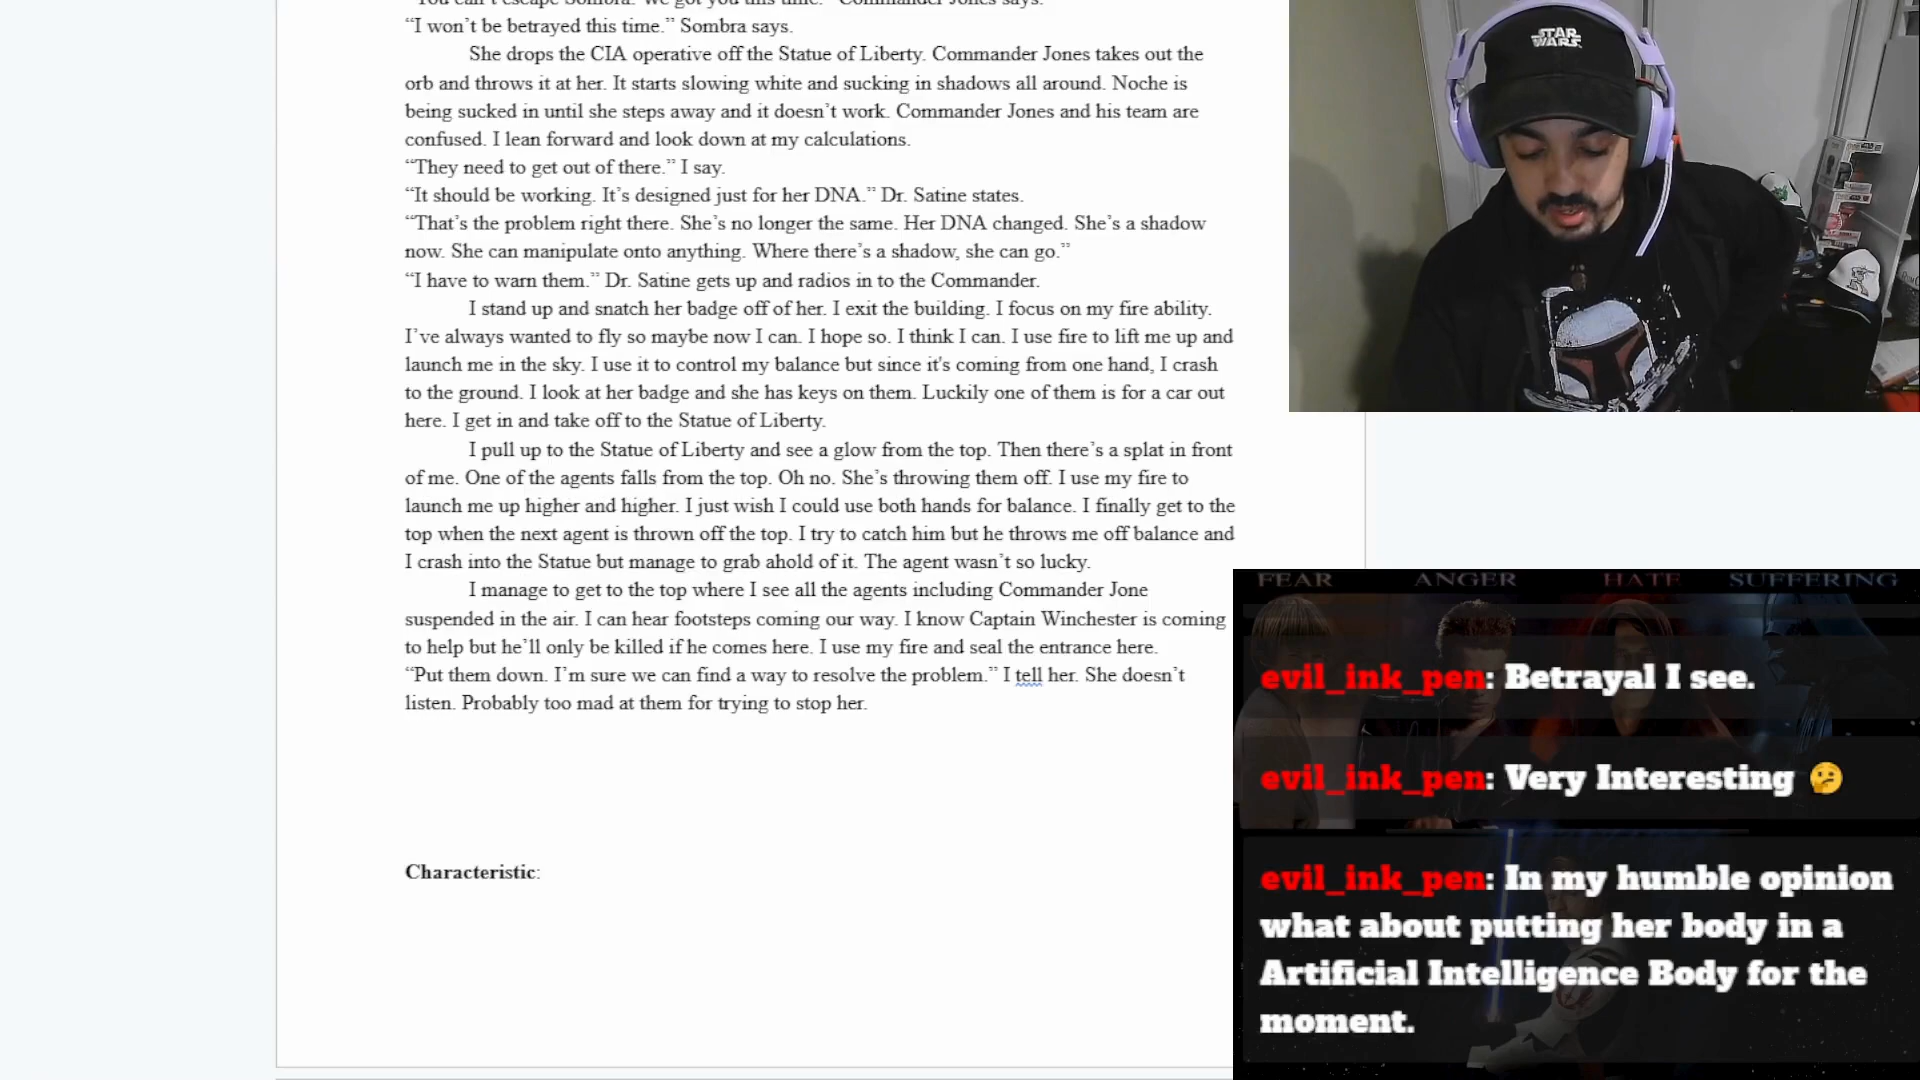 "You can't escape Sombra. We got you this time." Commander Jones says.
"I won't be betrayed this time." Sombra says.
She drops the CIA operative off the Statue of Liberty. Commander Jones takes out the
orb and throws it at her. It starts slowing white and sucking in shadows all around. Noche is
being sucked in until she steps away and it doesn't work. Commander Jones and his team are
confused. I lean forward and look down at my calculations.
"They need to get out of there." I say.
"It should be working. It's designed just for her DNA." Dr. Satine states.
"That's the problem right there. She's no longer the same. Her DNA changed. She's a shadow
now. She can manipulate onto anything. Where there's a shadow, she can go."
"I have to warn them." Dr. Satine gets up and radios in to the Commander.
I stand up and snatch her badge off of her. I exit the building. I focus on my fire ability.
I've always wanted to fly so maybe now I can. I hope so. I think I can. I use fire to lift me up and
launch me in the sky. I use it to control my balance but since it's coming from one hand, I crash
to the ground. I look at her badge and she has keys on them. Luckily one of them is for a car out
here. I get in and take off to the Statue of Liberty.
I pull up to the Statue of Liberty and see a glow from the top. Then there's a splat in front
of me. One of the agents falls from the top. Oh no. She's throwing them off. I use my fire to
launch me up higher and higher. I just wish I could use both hands for balance. I finally get to the
top when the next agent is thrown off the top. I try to catch him but he throws me off balance and
I crash into the Statue but manage to grab ahold of it. The agent wasn't so lucky.
I manage to get to the top where I see all the agents including Commander Jone
suspended in the air. I can hear footsteps coming our way. I know Captain Winchester is coming
to help but he'll only be killed if he comes here. I use my fire and seal the entrance here.
"Put them down. I'm sure we can find a way to resolve the problem." I tell her. She doesn't
listen. Probably too mad at them for trying to stop her.
Characteristic:
STAR
WARS
FEAR ANGER HATE SUFFERING
evil_ink_pen: Betrayal I see.
evil_ink_pen: Very Interesting 🤔
evil_ink_pen: In my humble opinion
what about putting her body in a
Artificial Intelligence Body for the
moment.